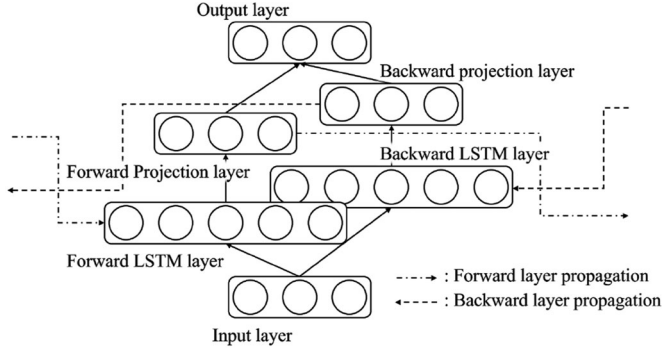 Output layer
Backward projection layer
Forward Projection layer
Backward LSTM layer
Forward LSTM layer
Input layer
: Forward layer propagation
: Backward layer propagation